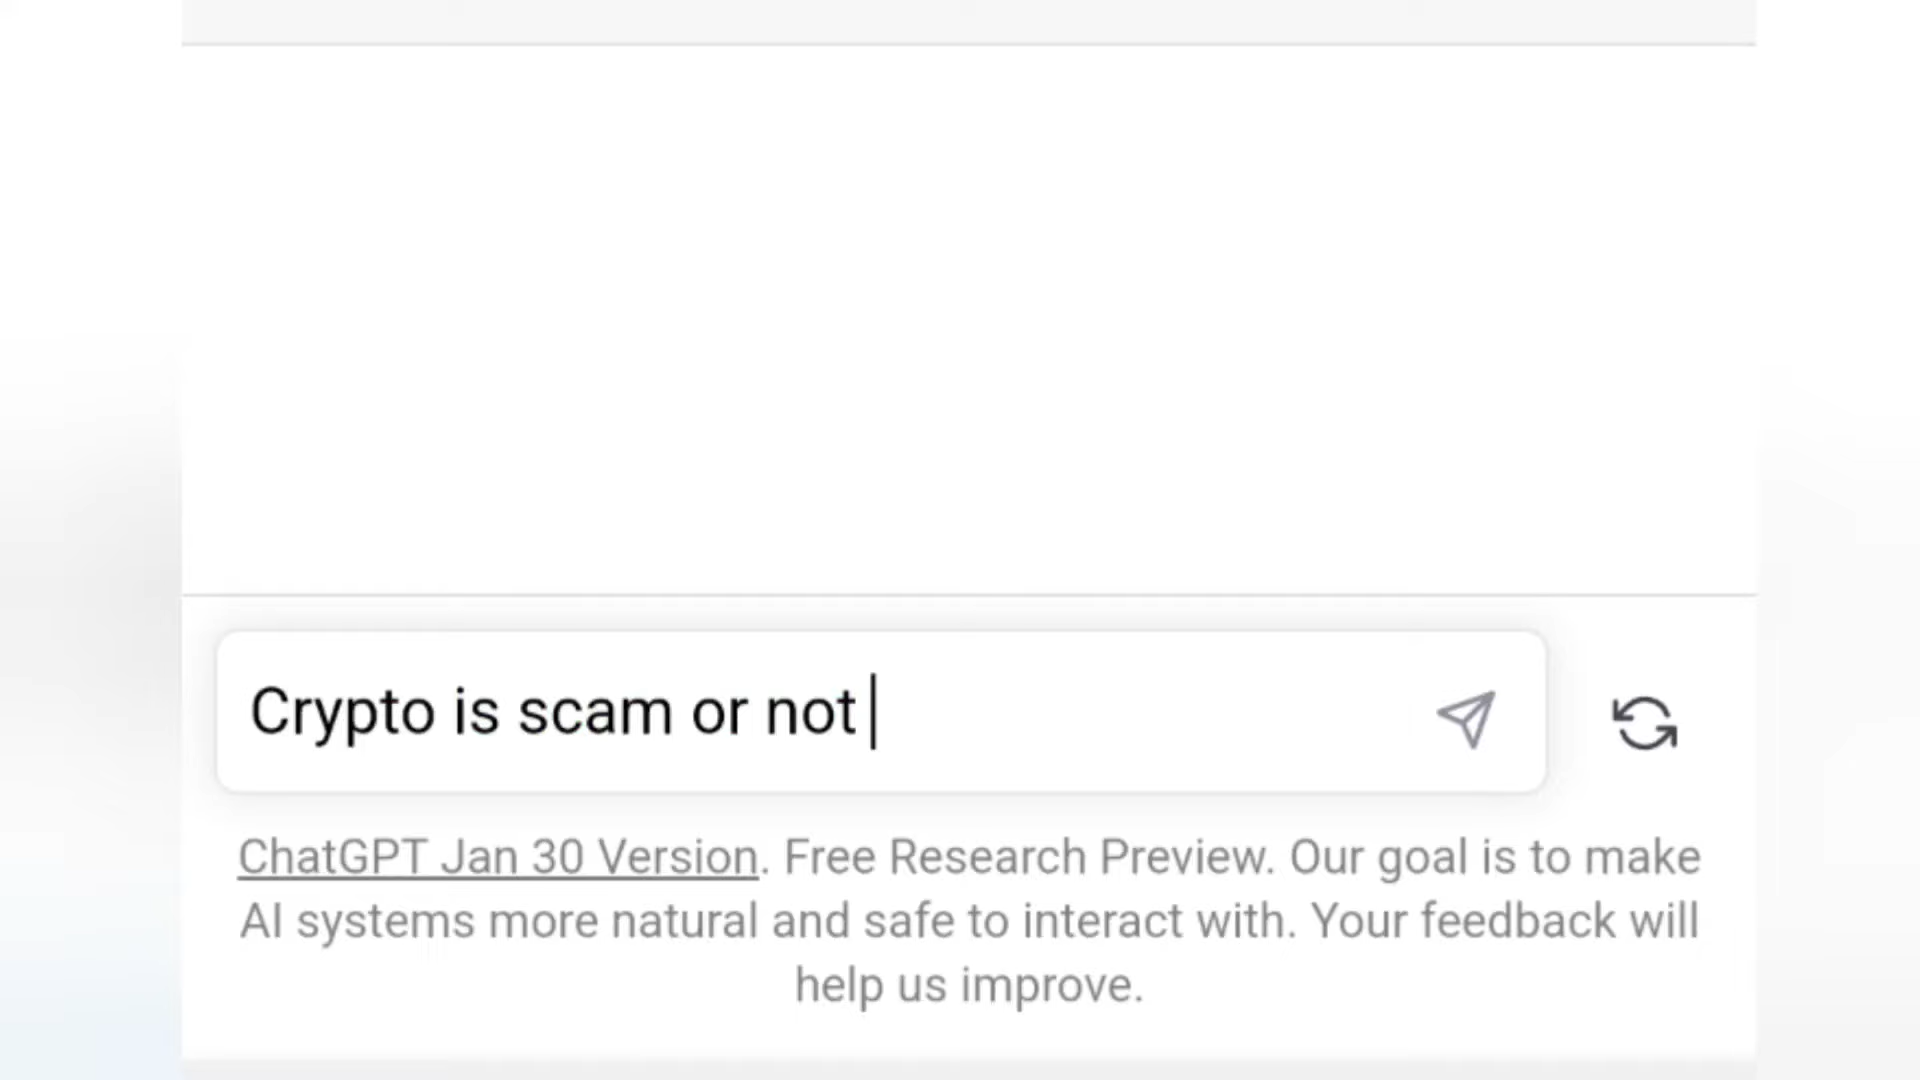 Crypto is scam or not
ChatGPT Jan 30 Version. Free Research Preview. Our goal is to make
AI systems more natural and safe to interact with. Your feedback will
help us improve.